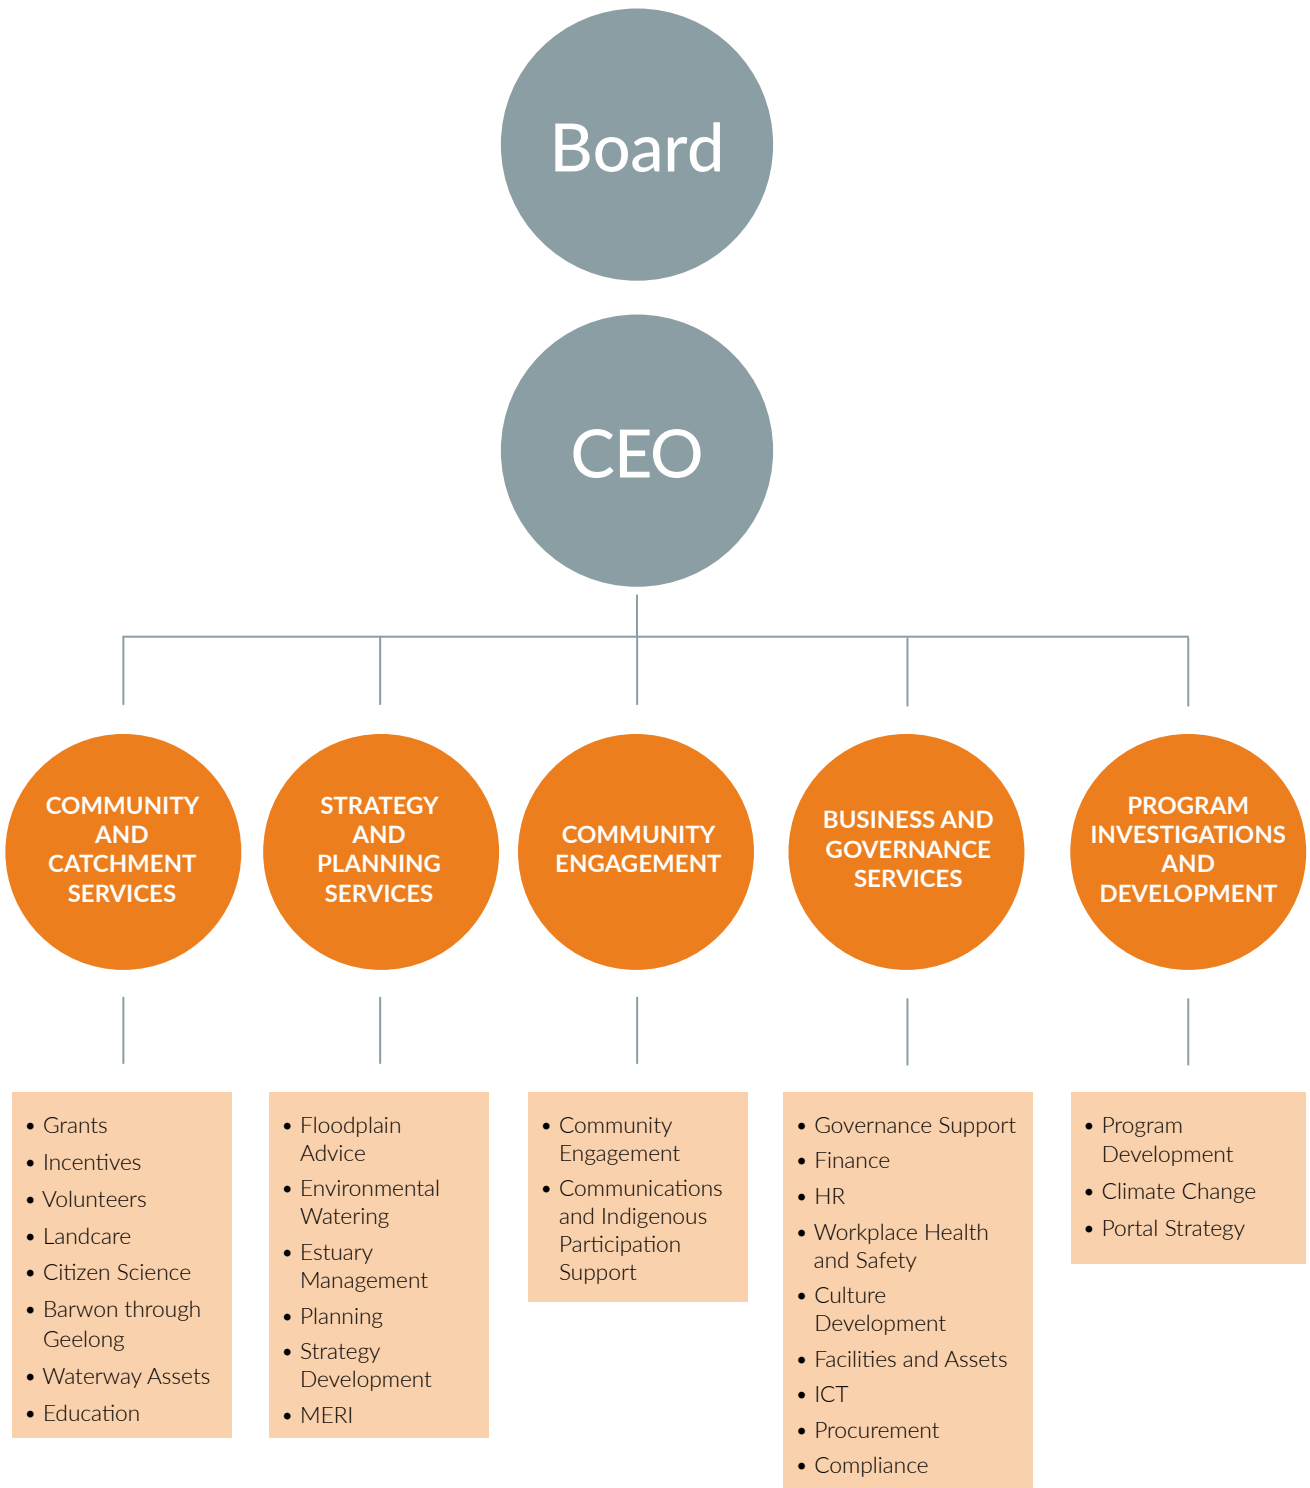 Board
CEO
COMMUNITY
AND
CATCHMENT
SERVICES
STRATEGY
AND
PLANNING
SERVICES
COMMUNITY
ENGAGEMENT
BUSINESS AND
GOVERNANCE
SERVICES
PROGRAM
INVESTIGATIONS
AND
DEVELOPMENT
• Grants
• Incentives
• Volunteers
• Landcare
• Citizen Science
• Barwon through
Geelong
• Waterway Assets
• Education
• Floodplain
Advice
• Environmental
Watering
• Estuary
Management
• Planning
• Strategy
Development
• MERI
• Community
Engagement
• Communications
and Indigenous
Participation
Support
• Governance Support
• Finance
• HR
• Workplace Health
and Safety
• Culture
Development
• Facilities and Assets
• ICT
• Procurement
• Compliance
• Program
Development
• Climate Change
• Portal Strategy